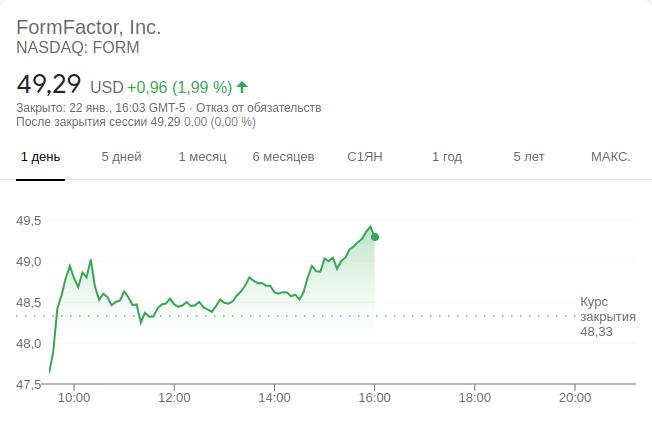 FormFactor, Inc.
NASDAQ: FORM
49,29 USD +0,96 (1,99 %)
Закрыто: 22 янв., 16:03 GMT-5 · Отказ от обязательств
После закрытия сессии 49,29 0,00 (0,00 %)
1 день 5 дней 1 месяц 6 месяцев С1ЯН 1 год 5 лет МАКС.
49,5
49,0
48,5
48,0
47,5
Курс
закрытия
48,33
10:00 12:00 14:00 16:00 18:00 20:00